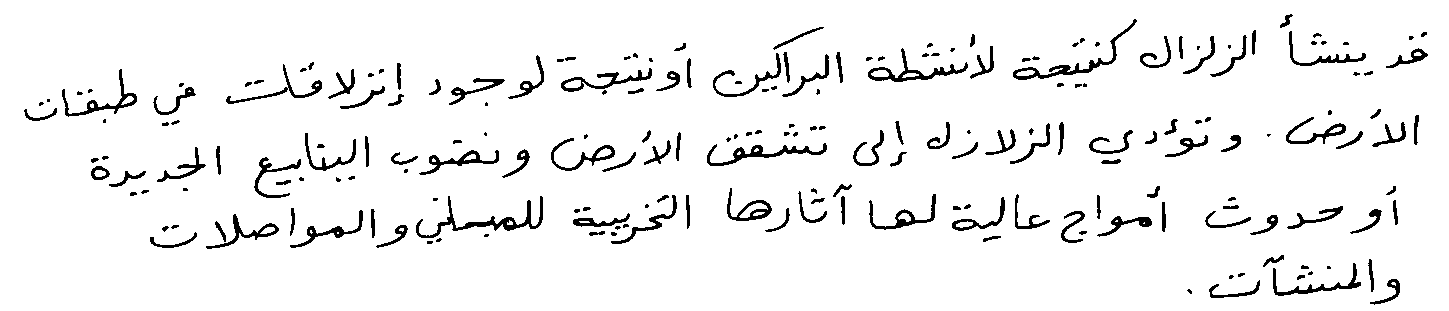 قد ينشأ الزلزال كنتيجة لأنشطة البراكين أو نتيجة لوجود إنزلاقات في طبقات
الأرض. وتؤدي الزلازل إلى تشقق الأرض ونضوب الينابيع الجديدة
أو حدوث أمواج عالية لها آثارها التخريبية للمباني والمواصلات
والمنشآت.